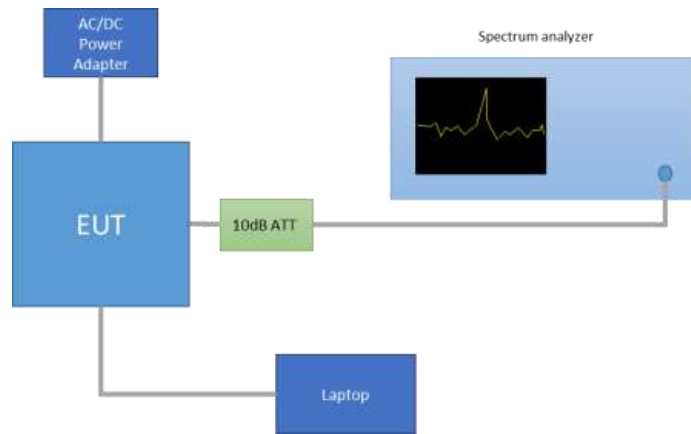 AC/DC
Power
Adapter
Spectrum analyzer
EUT
10dB ATT
Laptop